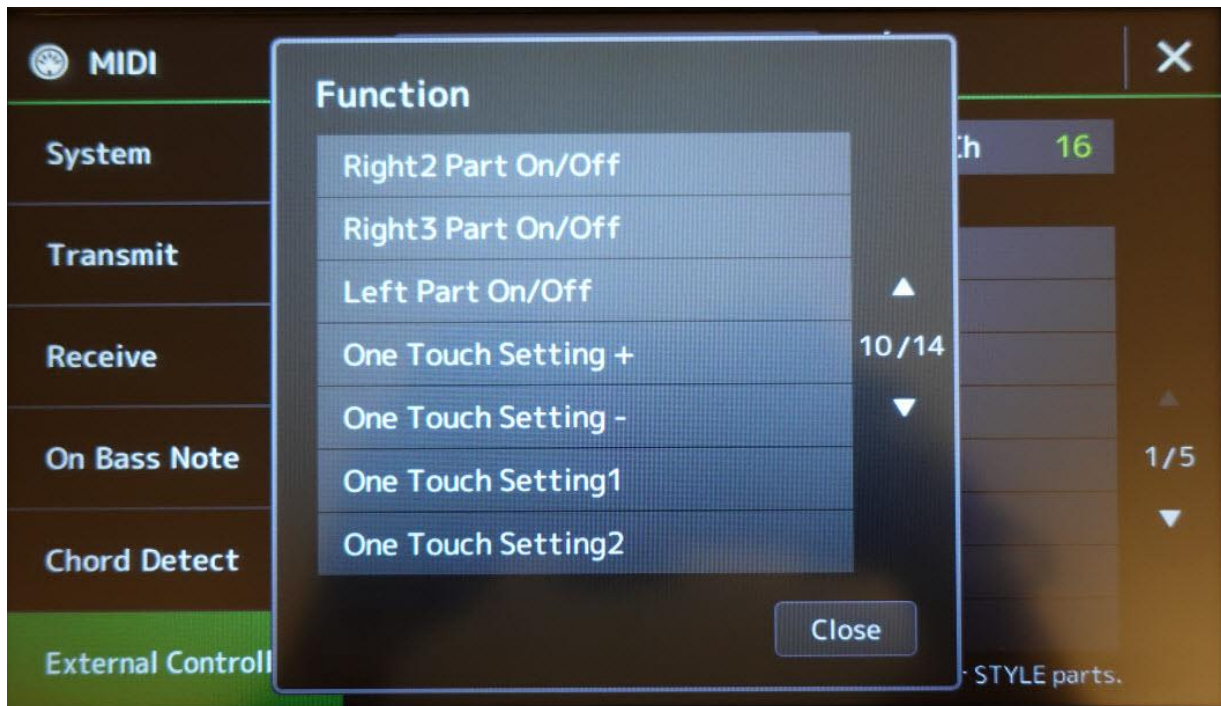 MIDI
Function
System
Transmit
Receive
On Bass Note
Chord Detect
External Controll
Right2 Part On/Off
Right3 Part On/Off
Left Part On/Off
One Touch Setting +
One Touch Setting -
One Touch Setting1
One Touch Setting2
10/14
Close
16
1/5
STYLE parts.